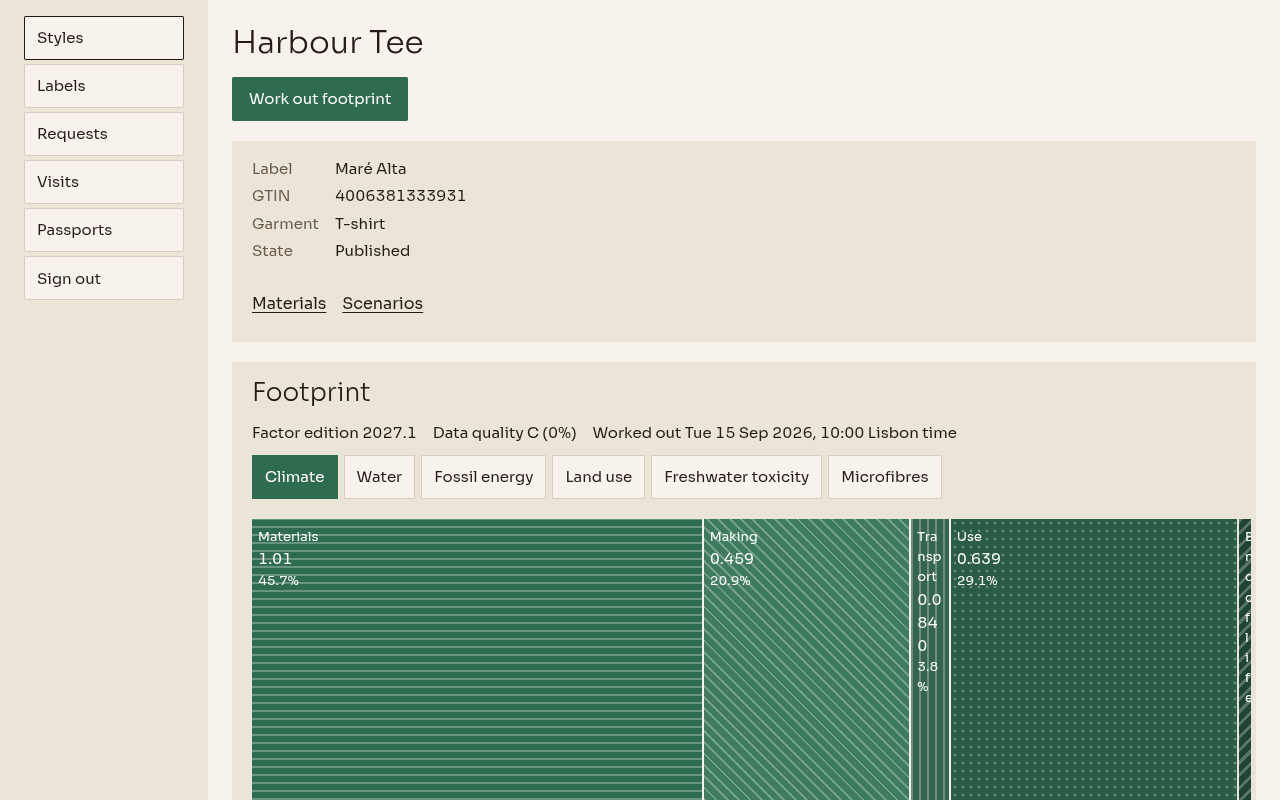 Styles
Labels
Requests
Visits
Passports
Sign out
Harbour Tee
Work out footprint
Label Maré Alta
GTIN 4006381333931
Garment T-shirt
State Published
Materials Scenarios
Footprint
Factor edition 2027.1 Data quality C (0%) Worked out Tue 15 Sep 2026, 10:00 Lisbon time
Climate Water Fossil energy Land use Freshwater toxicity Microfibres
Materials
1.01
45.7%
Making
0.459
20.9%
Tra
nsp
ort
0.0
84
0
3.8
%
Use
0.639
29.1%